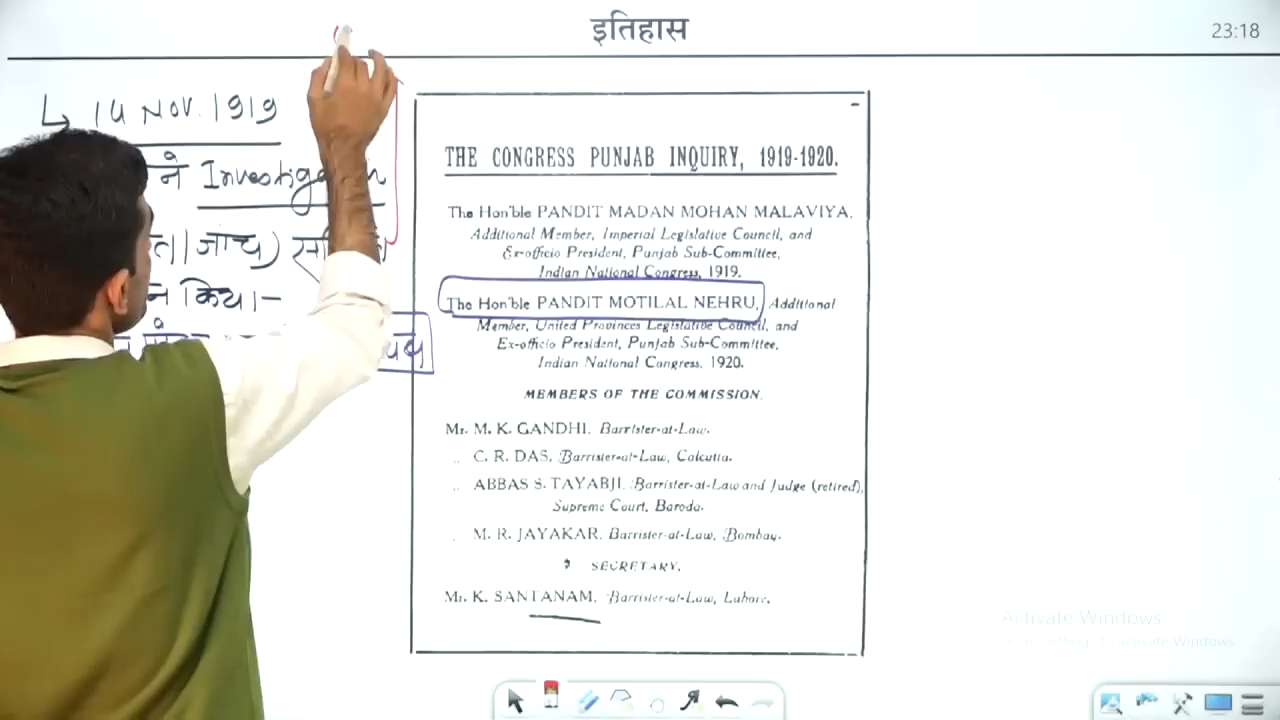 इतिहास
23:18
↳ 14 Nov. 1919
ने Investigation
जांच)
किया:-
THE CONGRESS PUNJAB INQUIRY, 1919-1920.
The Hon'ble PANDIT MADAN MOHAN MALAVIYA,
Additional Member, Imperial Legislative Council, and
Ex-officio President, Punjab Sub-Committee,
Indian National Congress, 1919.
The Hon'ble PANDIT MOTILAL NEHRU, Additional
Member, United Provinces Legislative Council, and
Ex-officio President, Punjab Sub-Committee,
Indian National Congress, 1920.
MEMBERS OF THE COMMISSION.
Mr. M. K. GANDHI, Barrister-at-Law.
„ C. R. DAS, Barrister-at-Law, Calcutta.
„ ABBAS S. TAYABJI, Barrister-at-Law and Judge (retired),
Supreme Court, Baroda.
„ M. R. JAYAKAR, Barrister-at-Law, Bombay.
SECRETARY.
Mr. K. SANTANAM, Barrister-at-Law, Lahore.
Activate Windows
to activate Windows